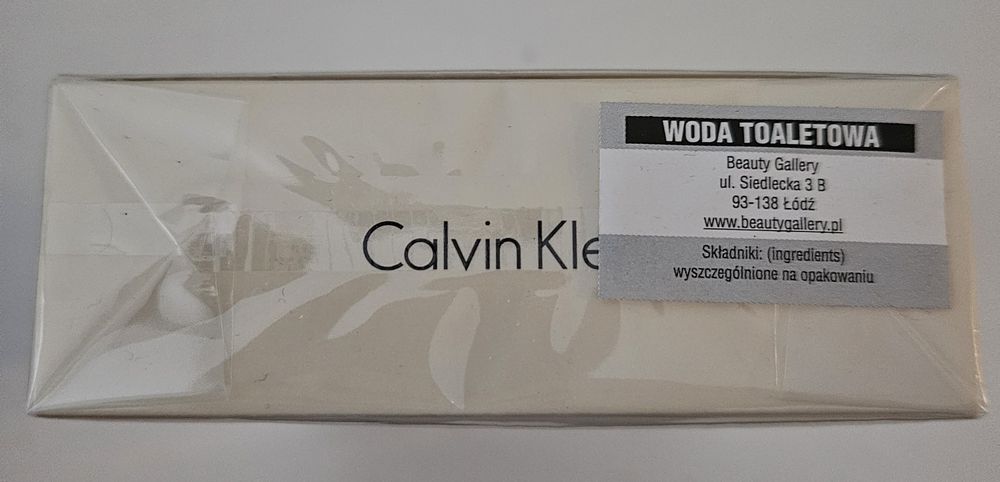 Calvin Kle
WODA TOALETOWA
Beauty Gallery
ul. Siedlecka 3 B
93-138 Łódź
www.beautygallery.pl
Składniki: (ingredients)
wyszczególnione na opakowaniu